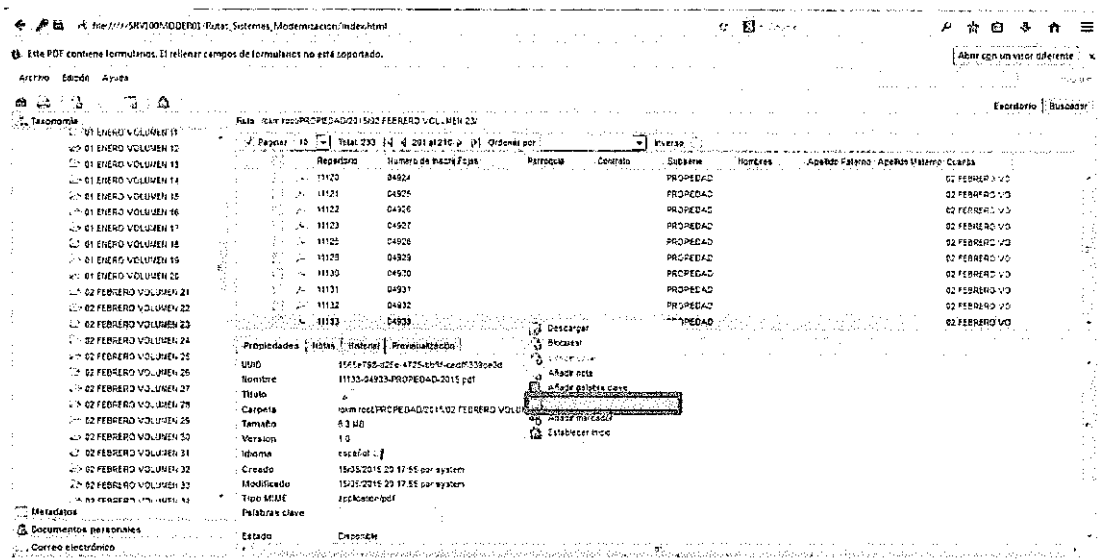 file://///SRV100MODER01/Rutas_Sistemas_Modernizacion/index.html
Este PDF contiene formularios. El rellenar campos de formularios no está soportado.
Abrir con un visor diferente
Archivo Edición Ayuda
Escritorio Buscador
Taxonomía
01 ENERO VOLUMEN 11
01 ENERO VOLUMEN 12
01 ENERO VOLUMEN 13
01 ENERO VOLUMEN 14
01 ENERO VOLUMEN 15
01 ENERO VOLUMEN 16
01 ENERO VOLUMEN 17
01 ENERO VOLUMEN 18
01 ENERO VOLUMEN 19
01 ENERO VOLUMEN 20
02 FEBRERO VOLUMEN 21
02 FEBRERO VOLUMEN 22
02 FEBRERO VOLUMEN 23
02 FEBRERO VOLUMEN 24
02 FEBRERO VOLUMEN 25
02 FEBRERO VOLUMEN 26
02 FEBRERO VOLUMEN 27
02 FEBRERO VOLUMEN 28
02 FEBRERO VOLUMEN 29
02 FEBRERO VOLUMEN 30
02 FEBRERO VOLUMEN 31
02 FEBRERO VOLUMEN 32
02 FEBRERO VOLUMEN 33
Metadatos
Documentos personales
Correo electrónico
Ruta /okm:root/PROPEDAD/2015/02 FEBRERO VOLUMEN 23/
Paginar 10 Total: 233 201 al 210 Ordenar por Inverso
Repertorio Numero de Inscri Fojas Parroquia Contrato Subserie Nombres Apellido Paterno Apellido Materno Cuantia
11120 04924 PROPEDAD 02 FEBRERO VO
11121 04925 PROPEDAD 02 FEBRERO VO
11122 04926 PROPEDAD 02 FEBRERO VO
11123 04927 PROPEDAD 02 FEBRERO VO
11125 04928 PROPEDAD 02 FEBRERO VO
11129 04929 PROPEDAD 02 FEBRERO VO
11130 04930 PROPEDAD 02 FEBRERO VO
11131 04931 PROPEDAD 02 FEBRERO VO
11132 04932 PROPEDAD 02 FEBRERO VO
11133 04933 PROPEDAD 02 FEBRERO VO
Descargar
Bloquear
Añadir nota
Añadir palabra clave
Añadir marcador
Establecer inicio
Propiedades Notas Historial Previsualización
UUID
Nombre 11133-04933-PROPEDAD-2015.pdf
Título
Carpeta /okm:root/PROPEDAD/2015/02 FEBRERO VOLUM
Tamaño 6.3 MB
Version 1.0
Idioma español
Creado 15/05/2015 20:17:55 por system
Modificado 15/05/2015 20:17:55 por system
Tipo MIME application/pdf
Palabras clave
Estado Disponible